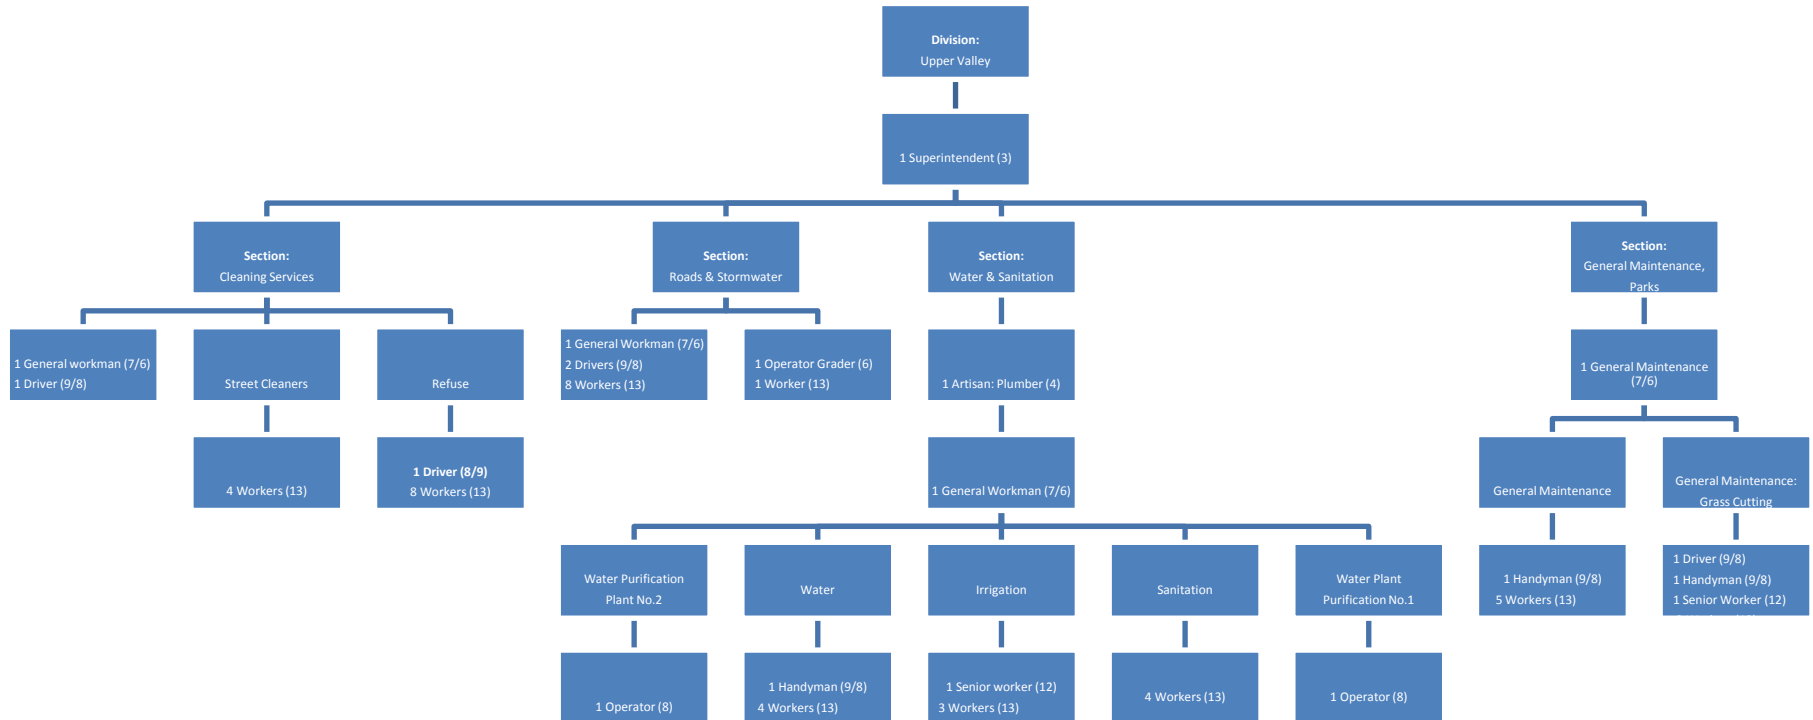 Division:
Upper Valley
1 Superintendent (3)
Section:
Cleaning Services
Section:
Roads & Stormwater
Section:
Water & Sanitation
Section:
General Maintenance,
Parks
1 General workman (7/6)
1 Driver (9/8)
Street Cleaners
Refuse
1 General Workman (7/6)
2 Drivers (9/8)
8 Workers (13)
1 Operator Grader (6)
1 Worker (13)
1 Artisan: Plumber (4)
1 General Maintenance
(7/6)
4 Workers (13)
1 Driver (8/9)
8 Workers (13)
1 General Workman (7/6)
General Maintenance
General Maintenance:
Grass Cutting
Water Purification
Plant No.2
Water
Irrigation
Sanitation
Water Plant
Purification No.1
1 Handyman (9/8)
5 Workers (13)
1 Driver (9/8)
1 Handyman (9/8)
1 Senior Worker (12)
1 Operator (8)
1 Handyman (9/8)
4 Workers (13)
1 Senior worker (12)
3 Workers (13)
4 Workers (13)
1 Operator (8)